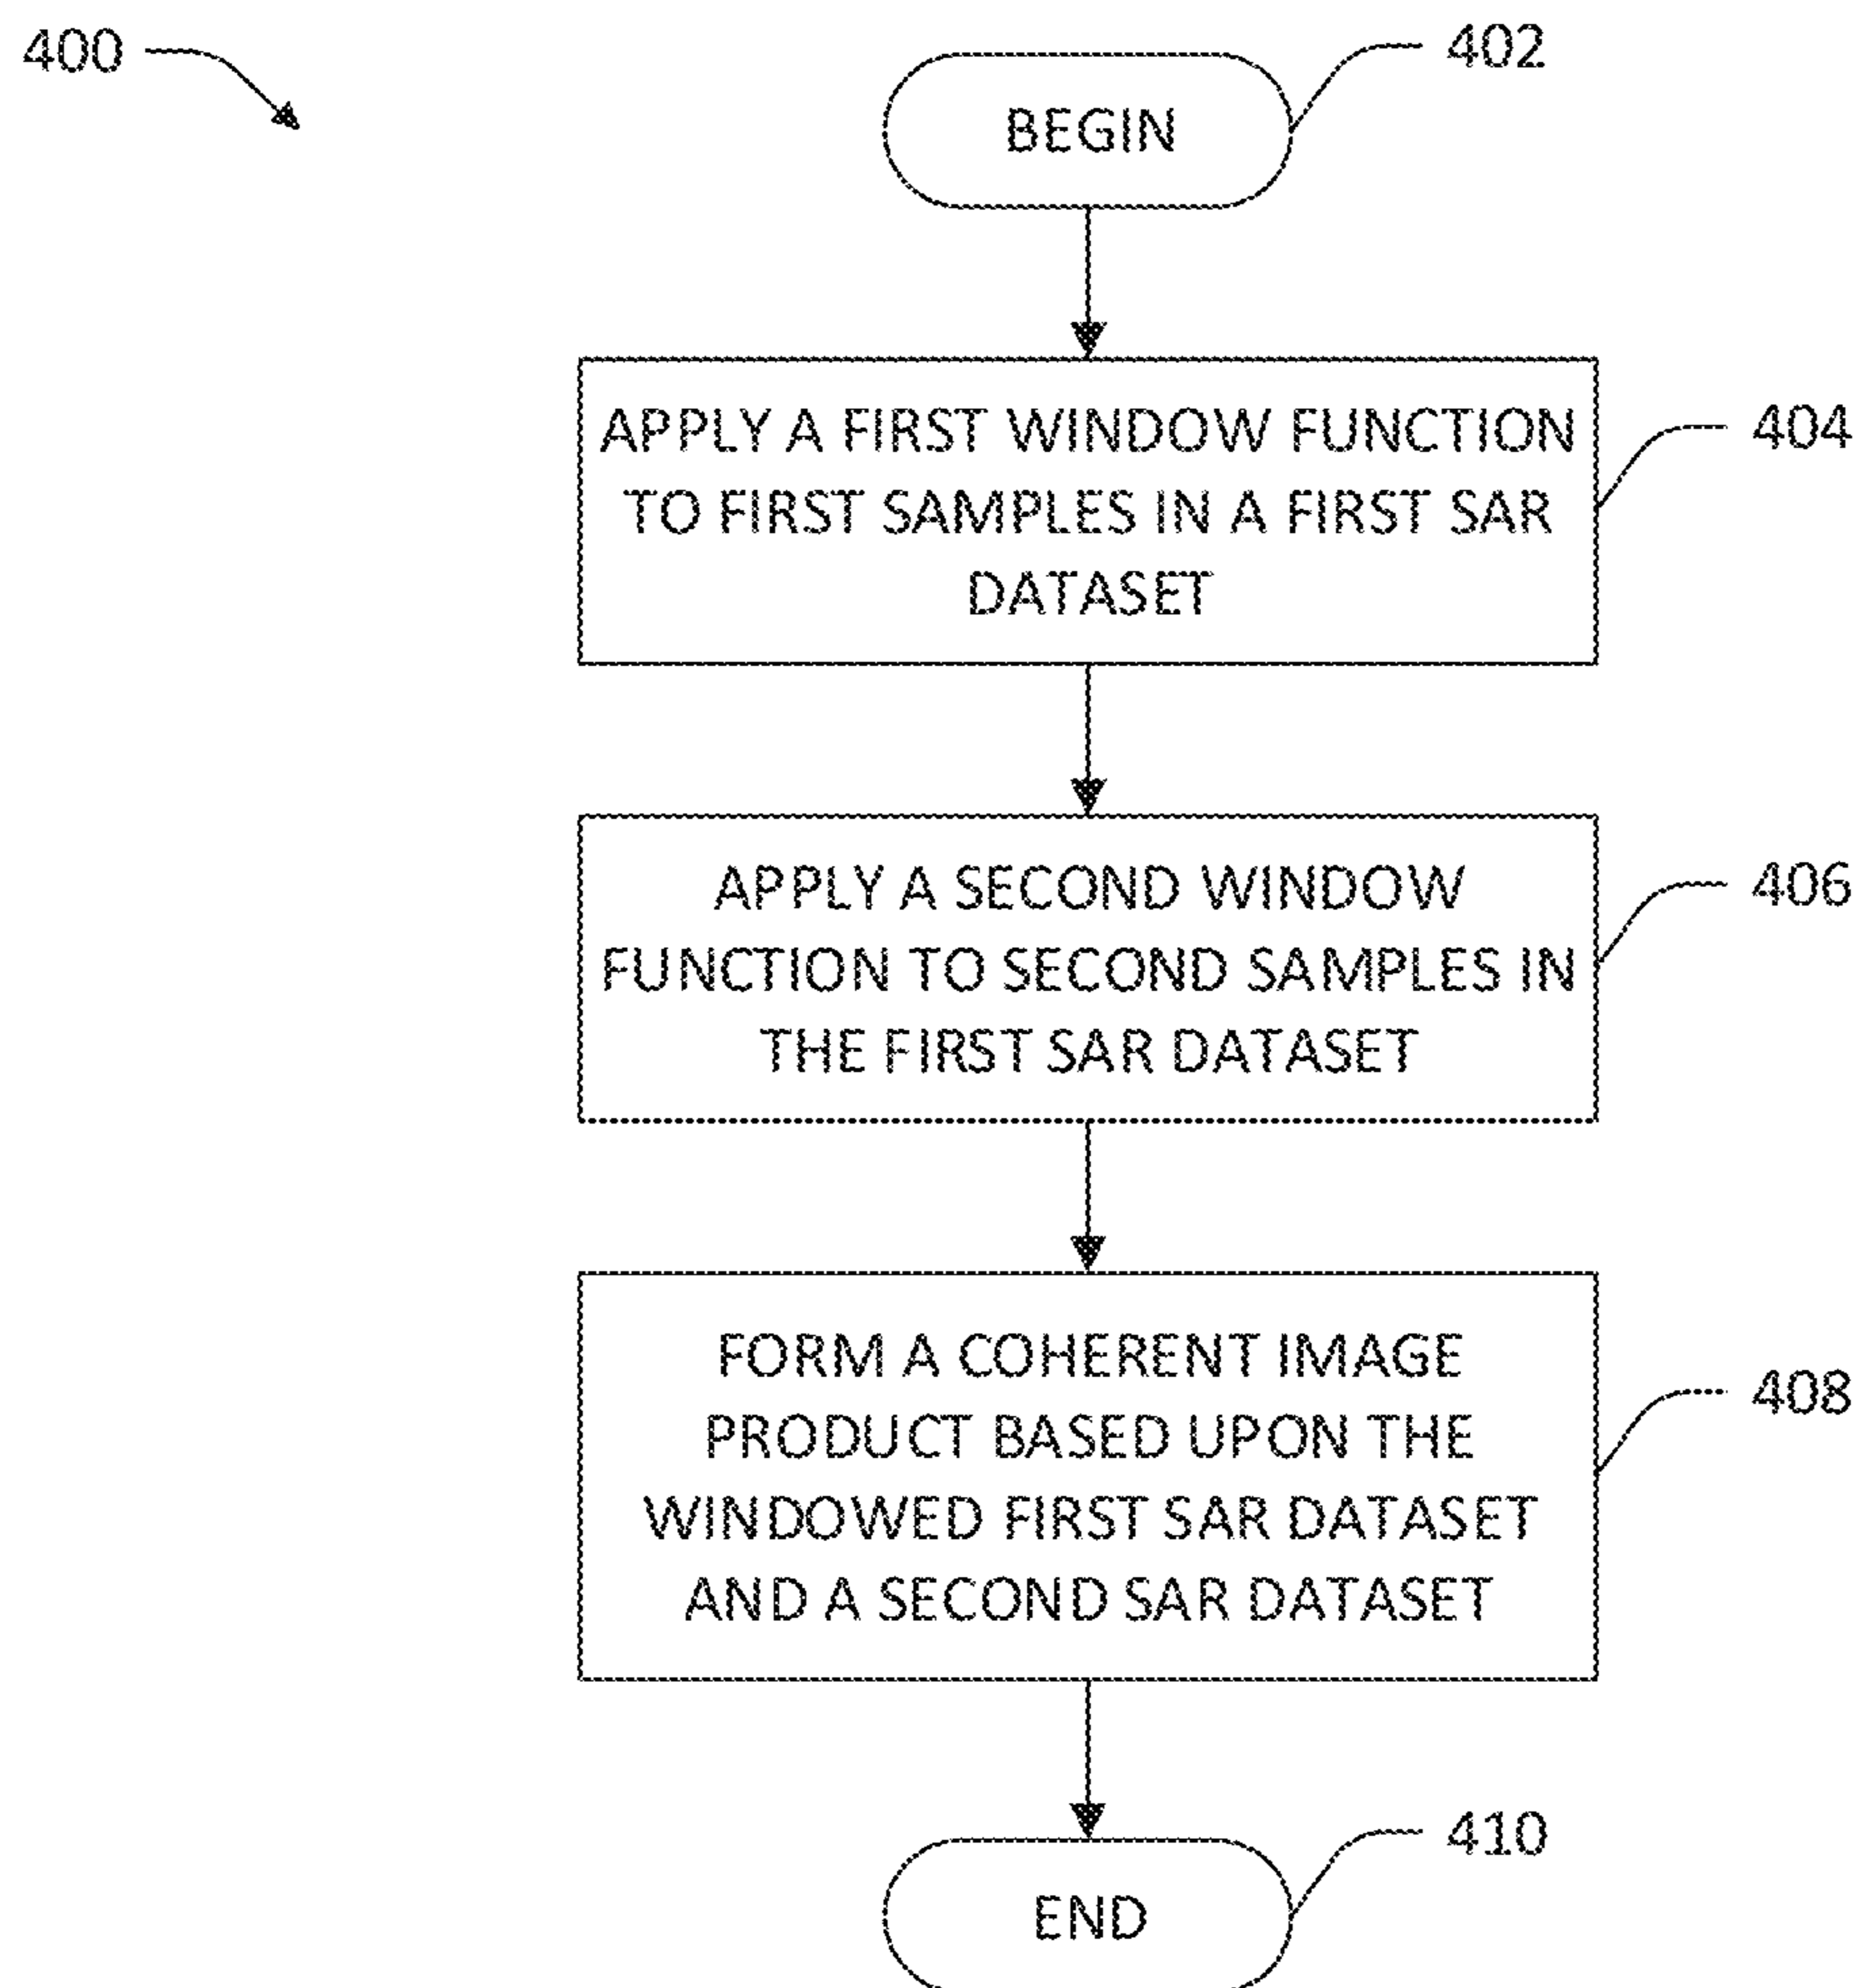 400
402
BEGIN
APPLY A FIRST WINDOW FUNCTION
TO FIRST SAMPLES IN A FIRST SAR
DATASET
404
APPLY A SECOND WINDOW
FUNCTION TO SECOND SAMPLES IN
THE FIRST SAR DATASET
406
FORM A COHERENT IMAGE
PRODUCT BASED UPON THE
WINDOWED FIRST SAR DATASET
AND A SECOND SAR DATASET
408
410
END